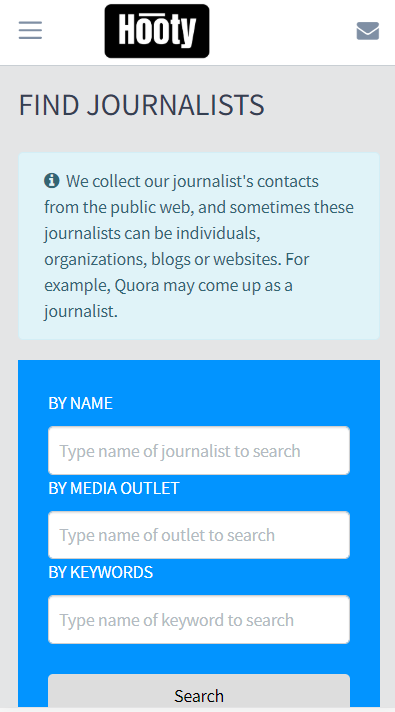 Hōōty
FIND JOURNALISTS
We collect our journalist's contacts
from the public web, and sometimes these
journalists can be individuals,
organizations, blogs or websites. For
example, Quora may come up as a
journalist.
BY NAME
Type name of journalist to search
BY MEDIA OUTLET
Type name of outlet to search
BY KEYWORDS
Type name of keyword to search
Search